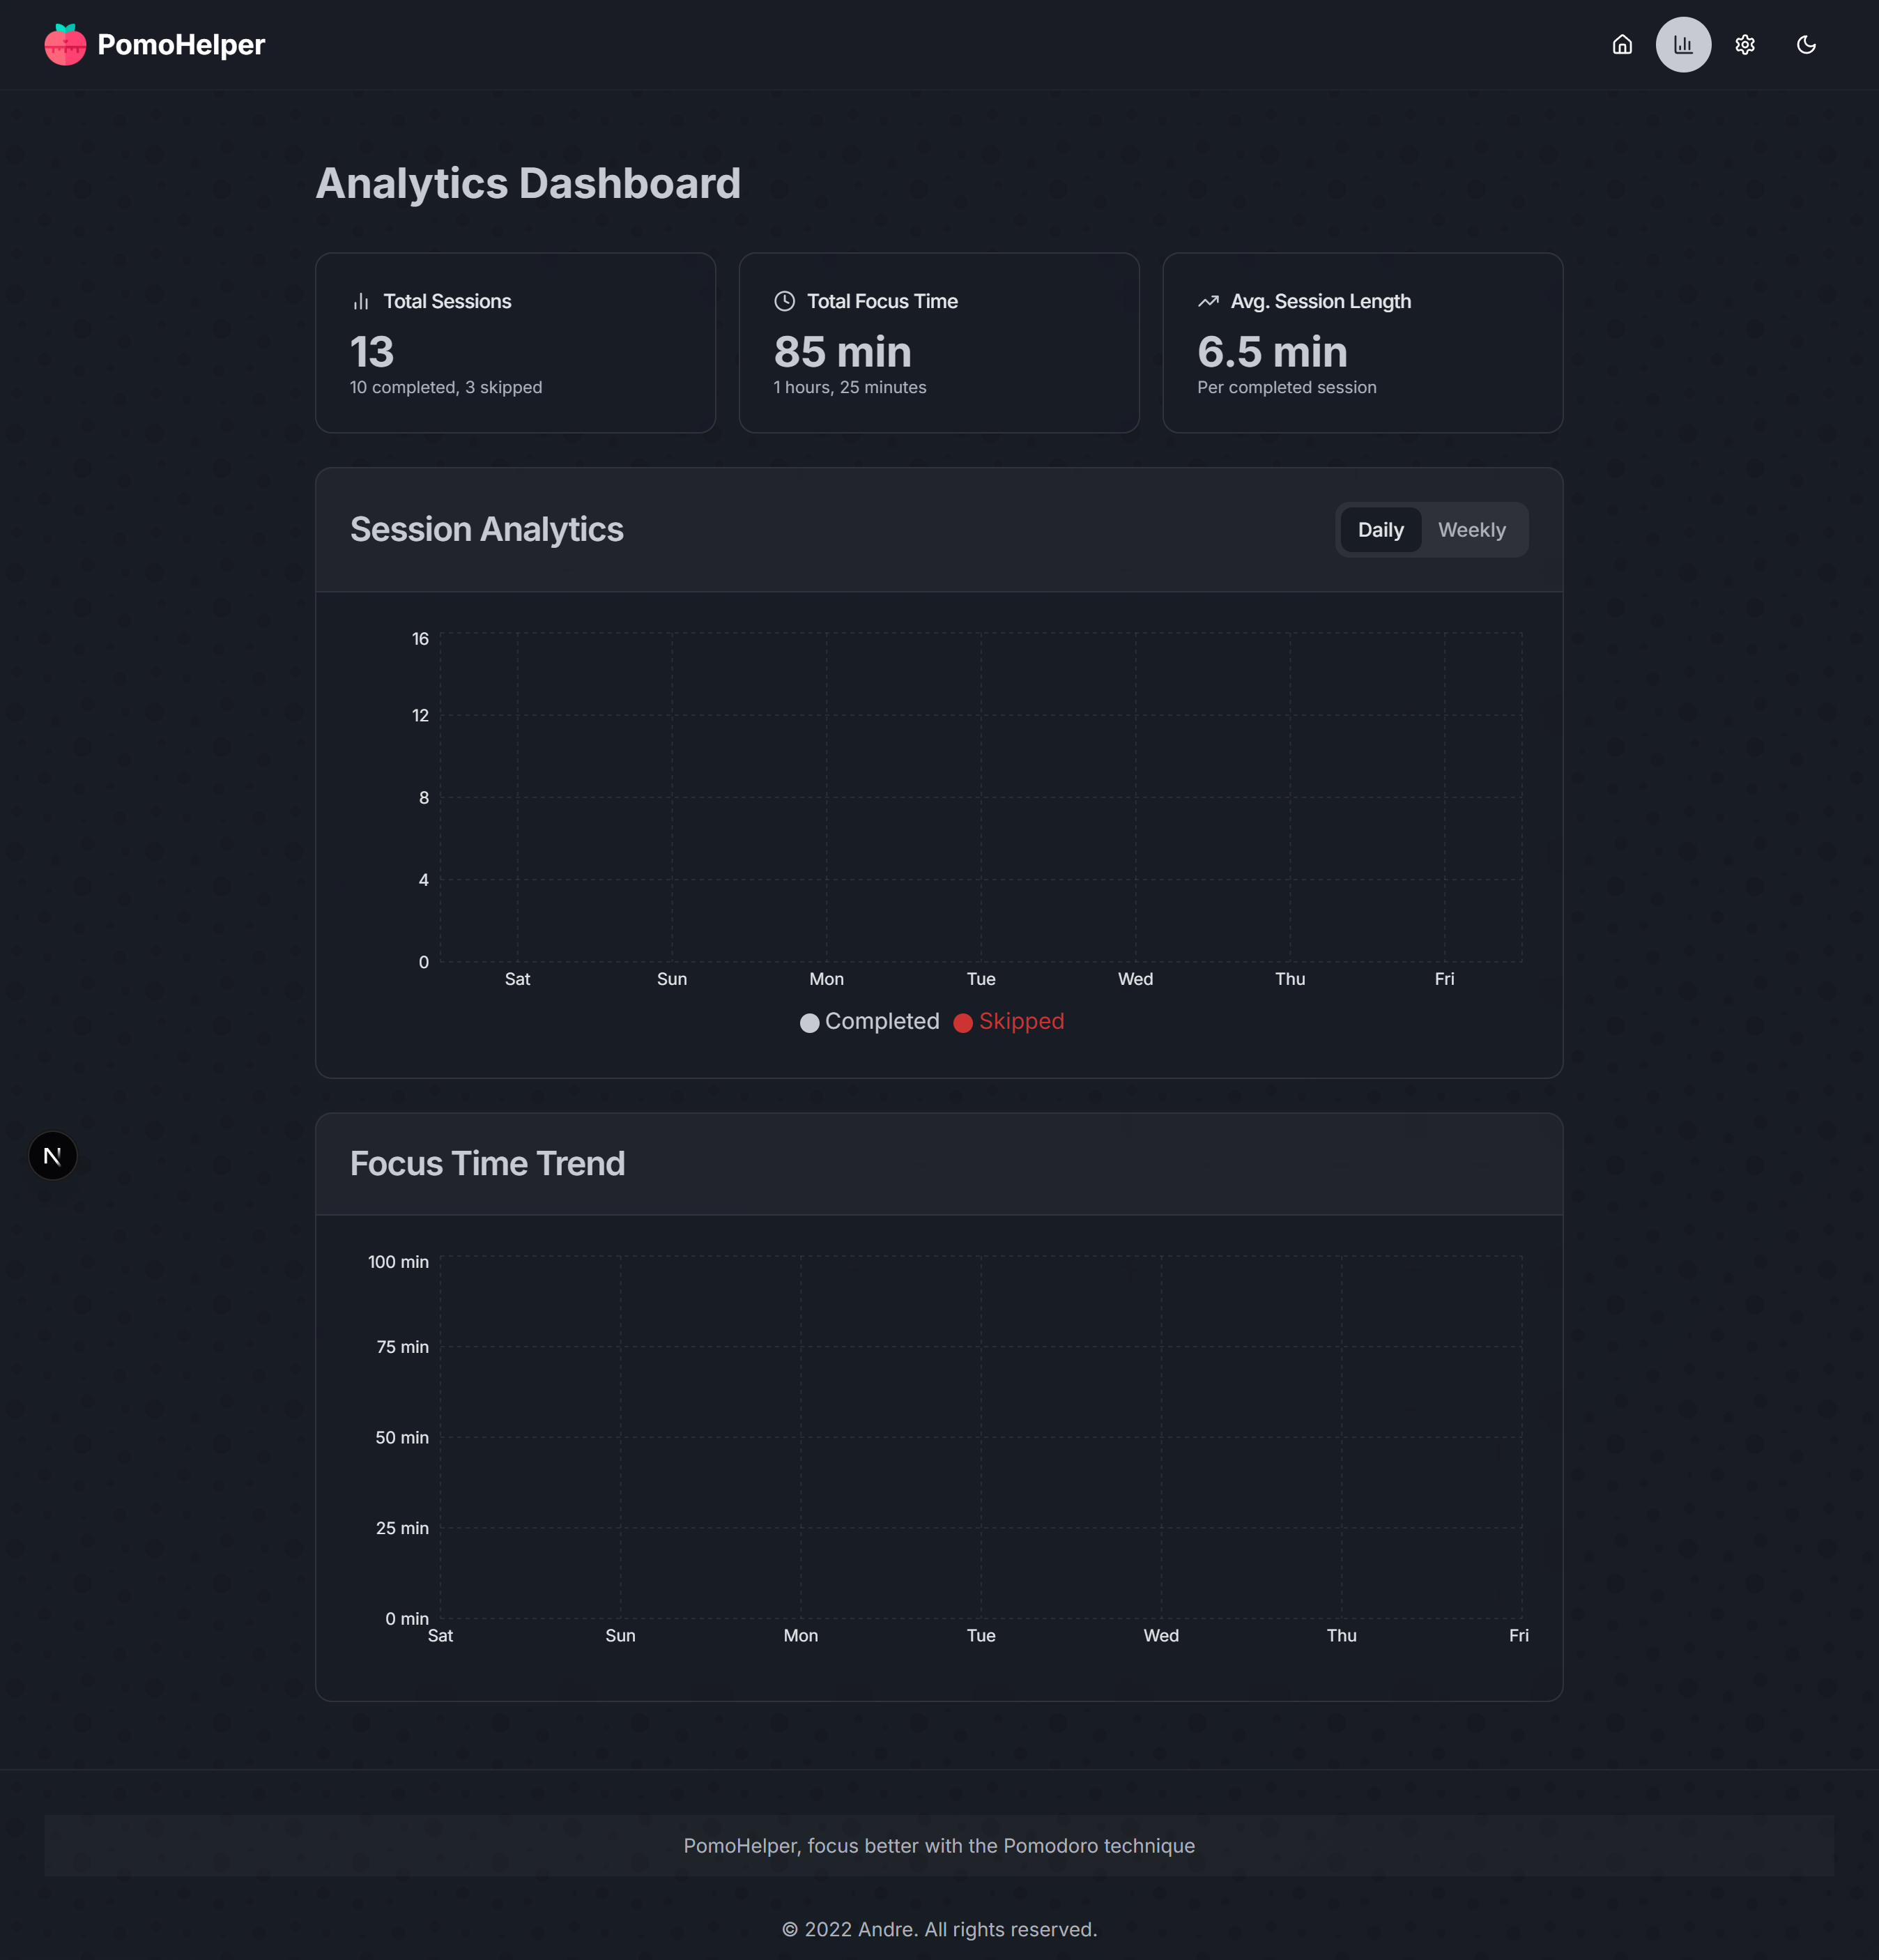 PomoHelper
Analytics Dashboard
Total Sessions
13
10 completed, 3 skipped
Total Focus Time
85 min
1 hours, 25 minutes
Avg. Session Length
6.5 min
Per completed session
Session Analytics
Daily Weekly
16
12
8
4
0
Sat Sun Mon Tue Wed Thu Fri
Completed Skipped
N
Focus Time Trend
100 min
75 min
50 min
25 min
0 min
Sat Sun Mon Tue Wed Thu Fri
PomoHelper, focus better with the Pomodoro technique
© 2022 Andre. All rights reserved.